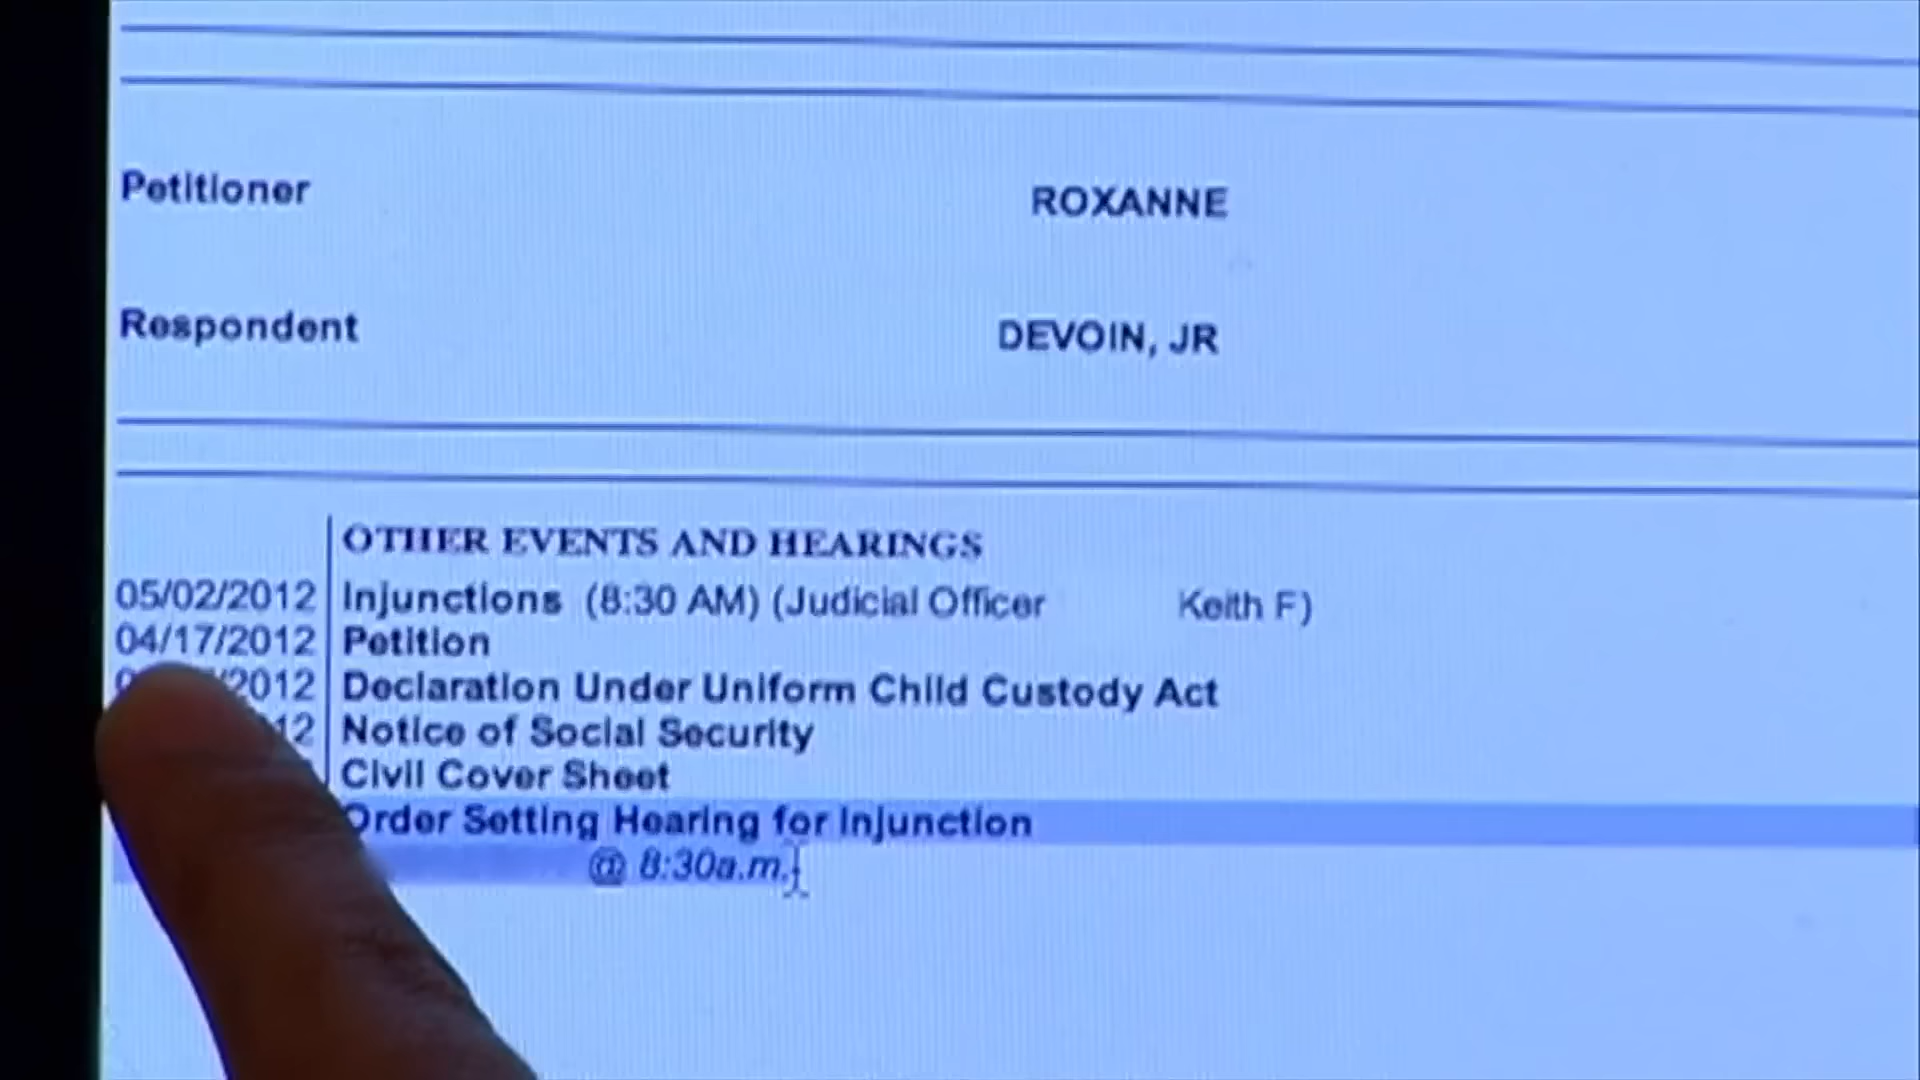 Petitioner ROXANNE
Respondent DEVOIN, JR
OTHER EVENTS AND HEARINGS
05/02/2012 Injunctions (8:30 AM) (Judicial Officer Keith F)
04/17/2012 Petition
/2012 Declaration Under Uniform Child Custody Act
12 Notice of Social Security
Civil Cover Sheet
Order Setting Hearing for Injunction
@ 8:30a.m.